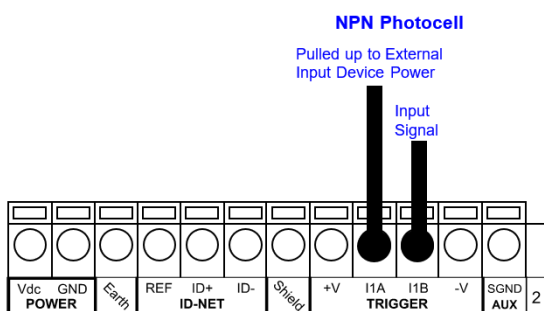 NPN Photocell
Pulled up to External
Input Device Power
Input
Signal
Vdc GND Earth REF ID+ ID- Shield +V I1A I1B -V SGND 2
POWER ID-NET TRIGGER AUX